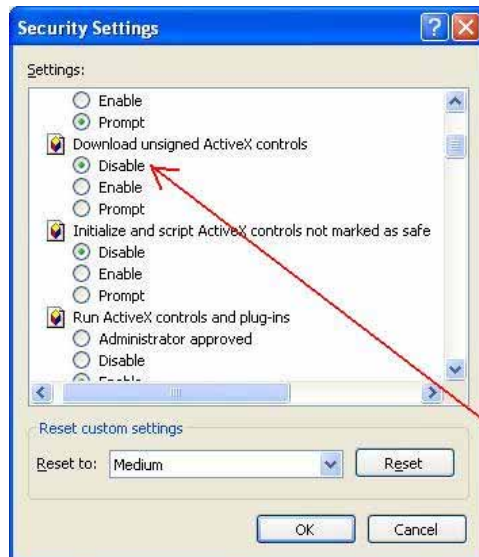 Security Settings
Settings:
Enable
Prompt
Download unsigned ActiveX controls
Disable
Enable
Prompt
Initialize and script ActiveX controls not marked as safe
Disable
Enable
Prompt
Run ActiveX controls and plug-ins
Administrator approved
Disable
Enable
Reset custom settings
Reset to: Medium Reset
OK Cancel